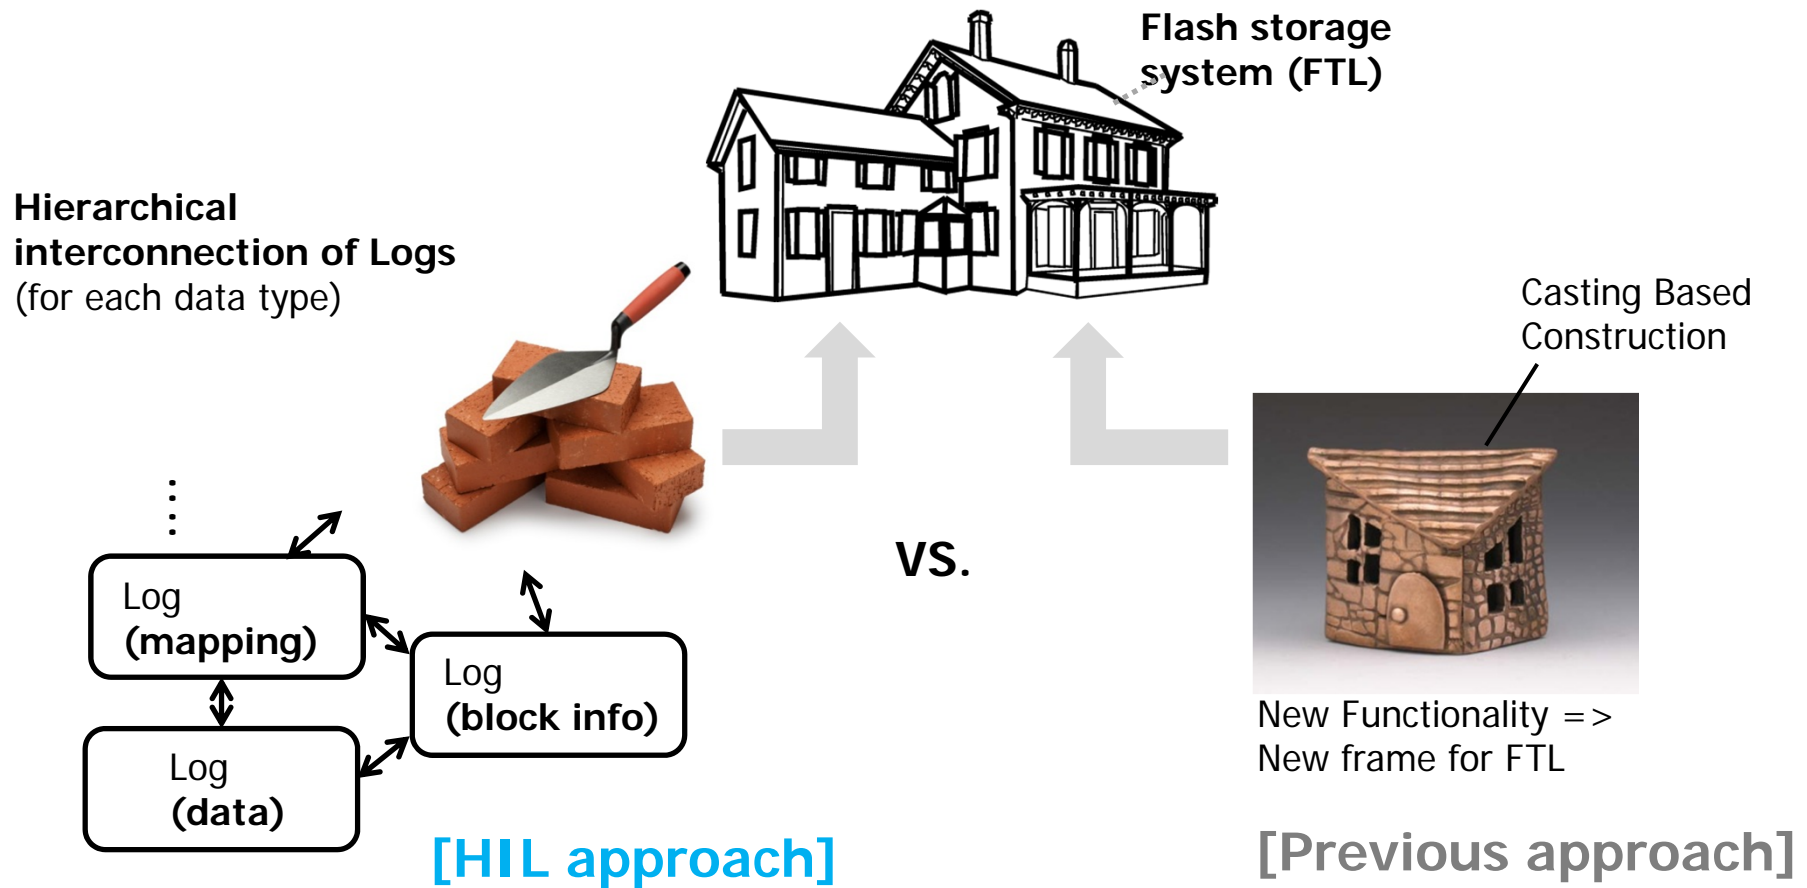 Flash storage
system (FTL)
Hierarchical
interconnection of Logs
(for each data type)
Casting Based
Construction
VS.
Log
(mapping)
Log
(block info)
Log
(data)
New Functionality =>
New frame for FTL
[HIL approach]
[Previous approach]